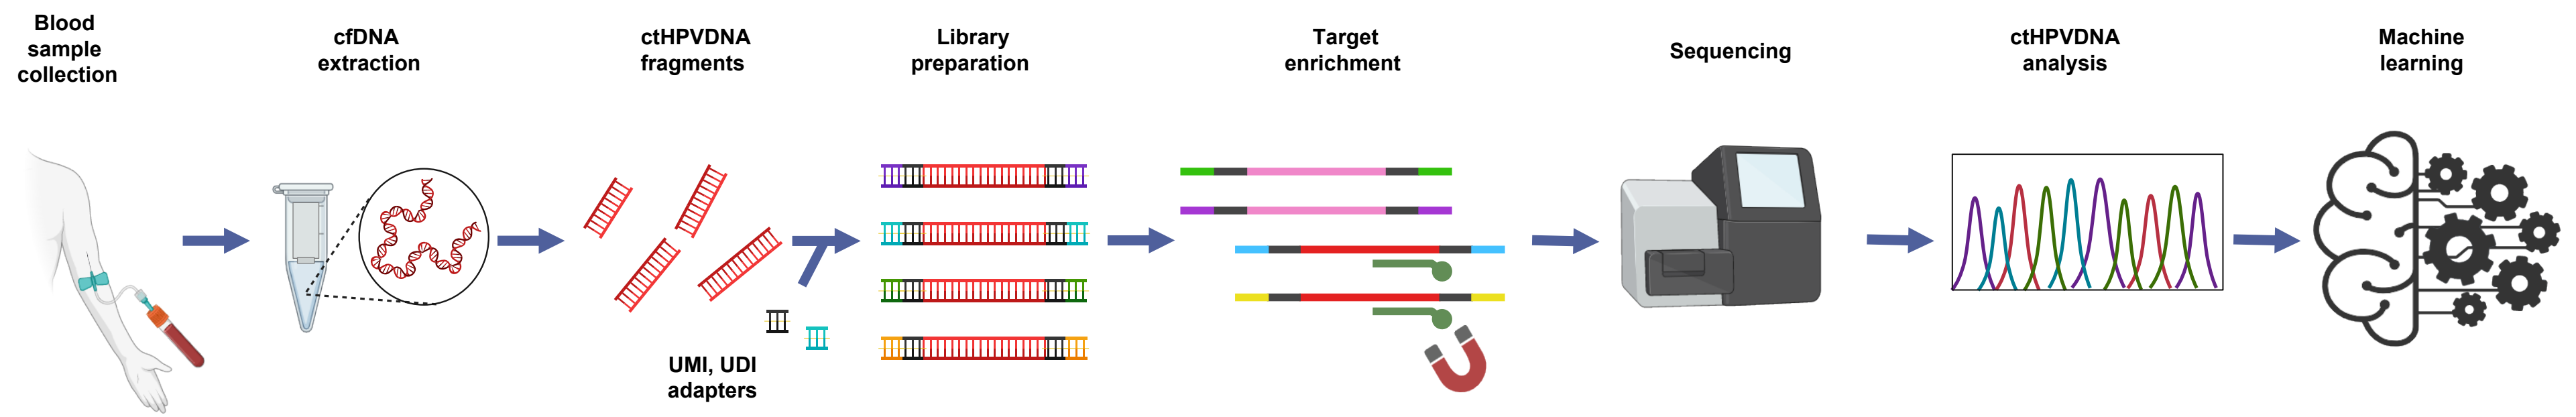 Blood
sample
collection
cfDNA
extraction
ctHPVDNA
fragments
UMI, UDI
adapters
Library
preparation
Target
enrichment
Sequencing
ctHPVDNA
analysis
Machine
learning